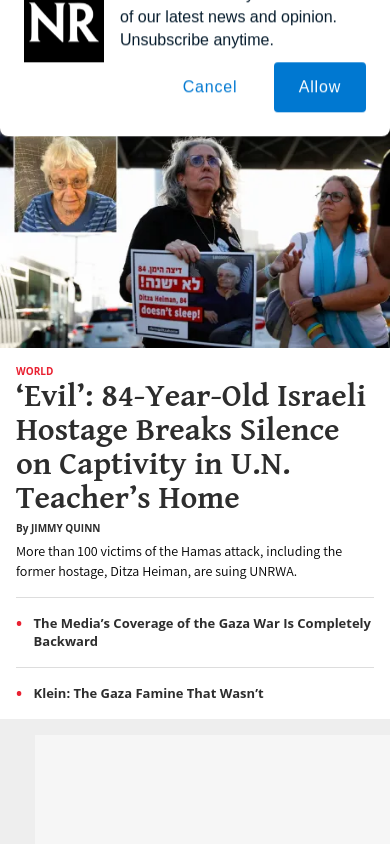 NR
of our latest news and opinion.
Unsubscribe anytime.
Cancel
Allow
דיצה היימן, 84
לא ישנה!
Ditza Heiman, 84
doesn't sleep!
WORLD
‘Evil’: 84-Year-Old Israeli
Hostage Breaks Silence
on Captivity in U.N.
Teacher’s Home
By JIMMY QUINN
More than 100 victims of the Hamas attack, including the
former hostage, Ditza Heiman, are suing UNRWA.
The Media’s Coverage of the Gaza War Is Completely
Backward
Klein: The Gaza Famine That Wasn’t